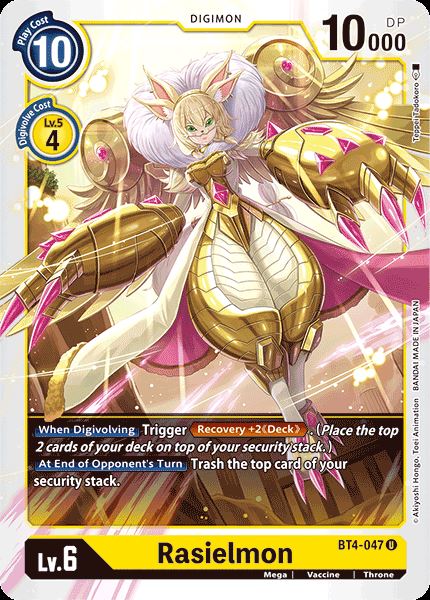 Play Cost
10
DIGIMON
10000
DP
Digivolve Cost
Lv.5
4
Illust. Teppei Tadokoro
When Digivolving Trigger Recovery +2《Deck》. (Place the top
2 cards of your deck on top of your security stack.)
At End of Opponent's Turn Trash the top card of your
security stack.
© Akiyoshi Hongo, Toei Animation BANDAI MADE IN JAPAN
Lv.6
Rasielmon
BT4-047 U
Mega | Vaccine | Throne